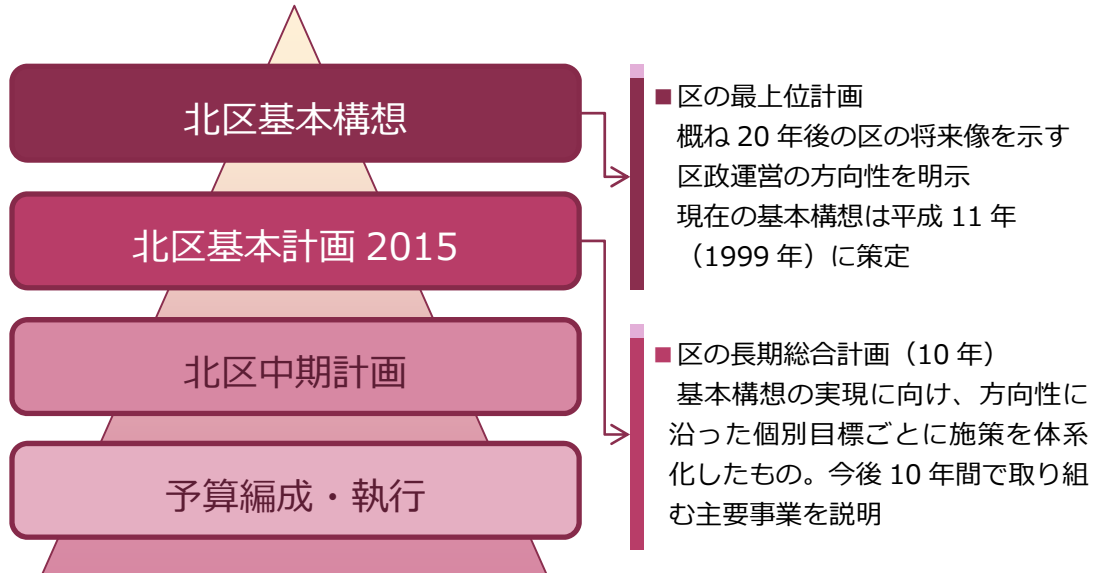 北区基本構想
■区の最上位計画
概ね 20 年後の区の将来像を示す
区政運営の方向性を明示
現在の基本構想は平成 11 年
（1999 年）に策定
北区基本計画 2015
■区の長期総合計画（10 年）
基本構想の実現に向け、方向性に
沿った個別目標ごとに施策を体系
化したもの。今後 10 年間で取り組
む主要事業を説明
北区中期計画
予算編成・執行